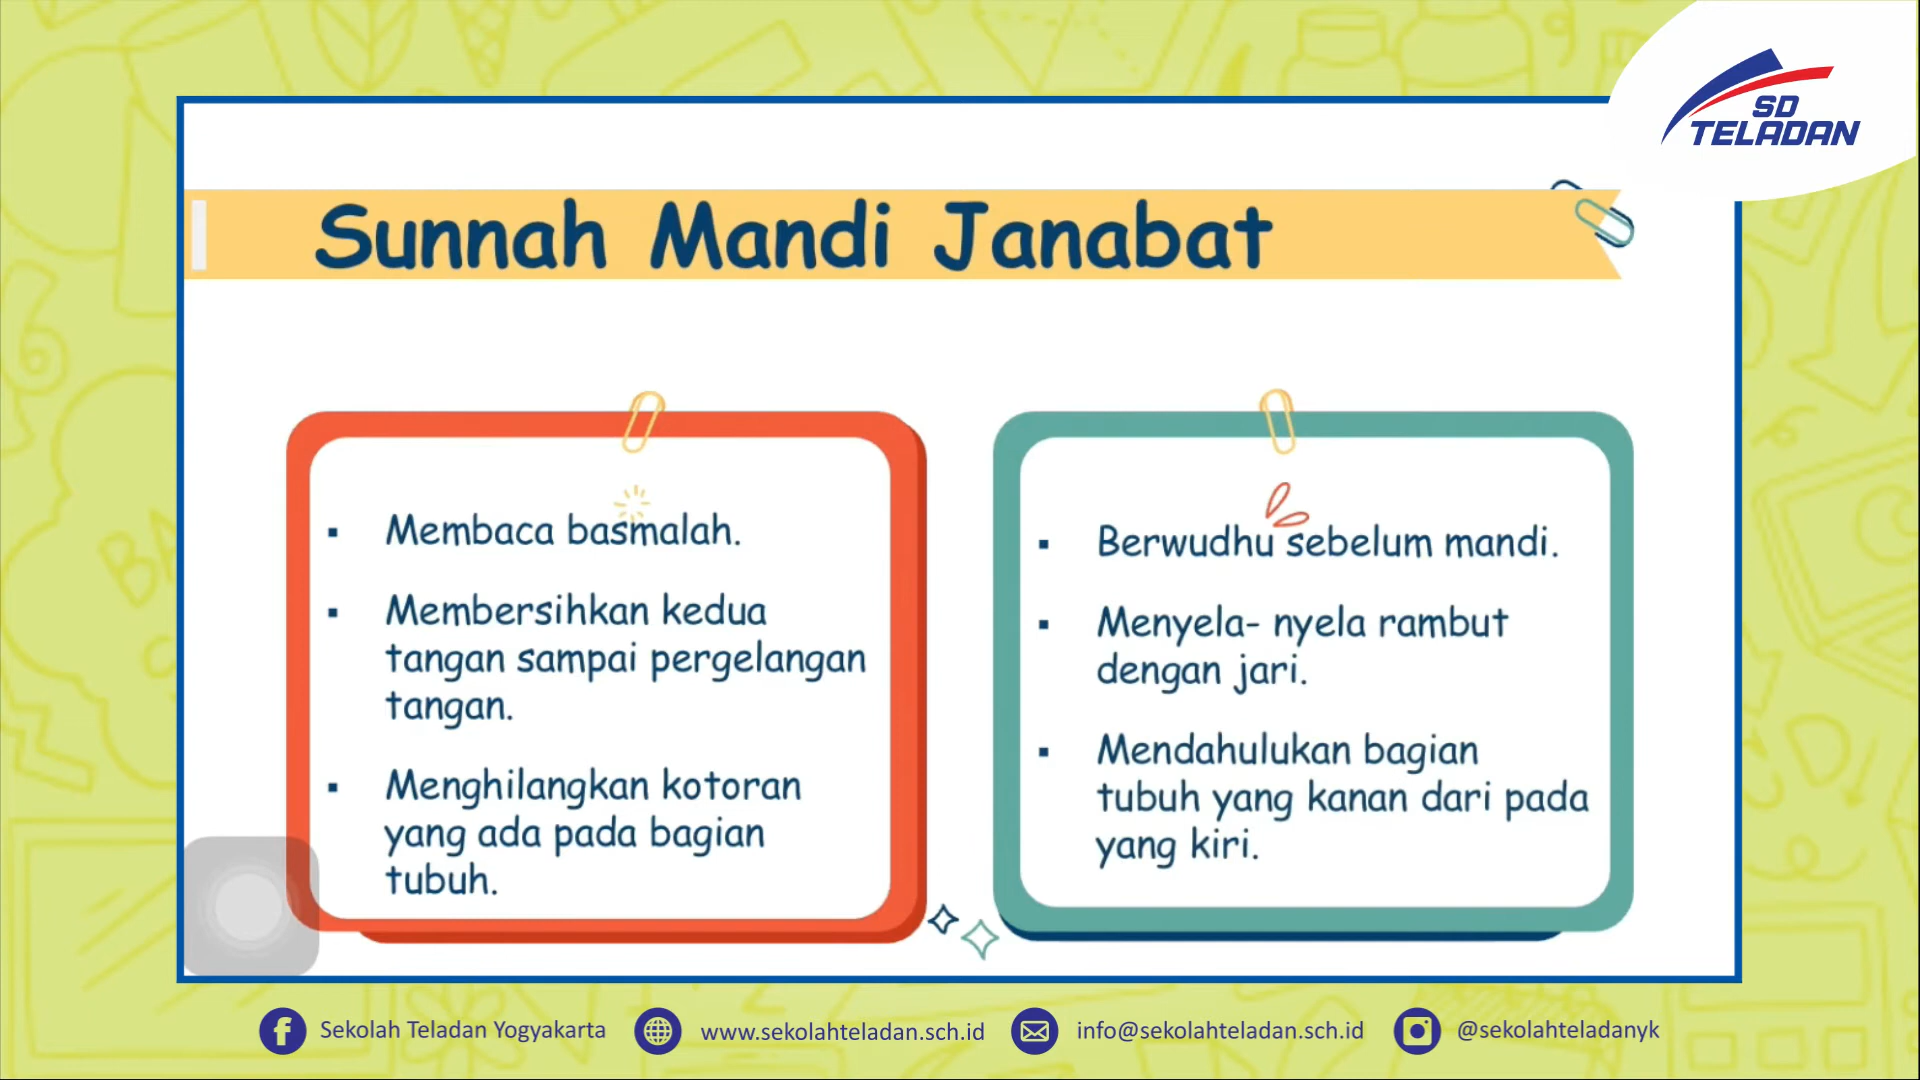 SD
TELADAN
Sunnah Mandi Janabat
▪ Membaca basmalah.
▪ Membersihkan kedua
tangan sampai pergelangan
tangan.
▪ Menghilangkan kotoran
yang ada pada bagian
tubuh.
▪ Berwudhu sebelum mandi.
▪ Menyela- nyela rambut
dengan jari.
▪ Mendahulukan bagian
tubuh yang kanan dari pada
yang kiri.
Sekolah Teladan Yogyakarta
www.sekolahteladan.sch.id
info@sekolahteladan.sch.id
@sekolahteladanyk